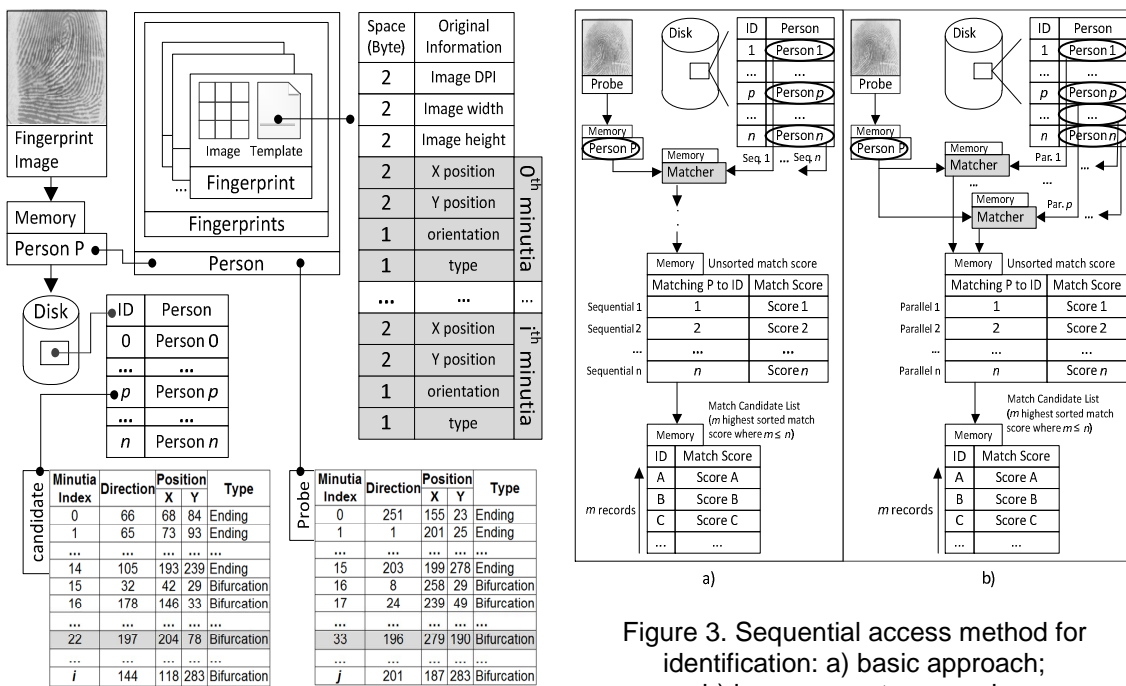 Fingerprint
Image
Memory
Person P
Disk
Image Template
...
Fingerprint
Fingerprints
Person
ID Person
0 Person 0
... ...
p Person p
... ...
n Person n
Space (Byte) Original Information
2 Image DPI
2 Image width
2 Image height
2 X position
2 Y position
1 orientation
1 type
0th minutia
... ... ...
2 X position
2 Y position
1 orientation
1 type
ith minutia
candidate
Minutia Index Direction Position X Y Type
0 66 68 84 Ending
1 65 73 93 Ending
... ... ... ... ...
14 105 193 239 Ending
15 32 42 29 Bifurcation
16 178 146 33 Bifurcation
... ... ... ... ...
22 197 204 78 Bifurcation
... ... ... ... ...
i 144 118 283 Bifurcation
Probe
Minutia Index Direction Position X Y Type
0 251 155 23 Ending
1 1 201 25 Ending
... ... ... ... ...
15 203 199 278 Ending
16 8 258 29 Bifurcation
17 24 239 49 Bifurcation
... ... ... ... ...
33 196 279 190 Bifurcation
... ... ... ... ...
j 201 187 283 Bifurcation
Probe
Disk
ID Person
1 Person 1
... ...
p Person p
... ...
n Person n
Memory
Person P
Seq. 1 ... Seq. n
Memory
Matcher
Memory Unsorted match score
Matching P to ID Match Score
Sequential 1 1 Score 1
Sequential 2 2 Score 2
... ... ...
Sequential n n Score n
Match Candidate List
(m highest sorted match
score where m ≤ n)
Memory
ID Match Score
A Score A
B Score B
C Score C
... ...
m records
a)
Probe
Disk
ID Person
1 Person 1
... ...
p Person p
... ...
n Person n
Memory
Person P
Memory
Matcher
Par. 1
... ...
Memory
Matcher
Par. p ...
Memory Unsorted match score
Matching P to ID Match Score
Parallel 1 1 Score 1
Parallel 2 2 Score 2
... ... ...
Parallel n n Score n
Match Candidate List
(m highest sorted match
score where m ≤ n)
Memory
ID Match Score
A Score A
B Score B
C Score C
... ...
m records
b)
Figure 3. Sequential access method for
identification: a) basic approach;